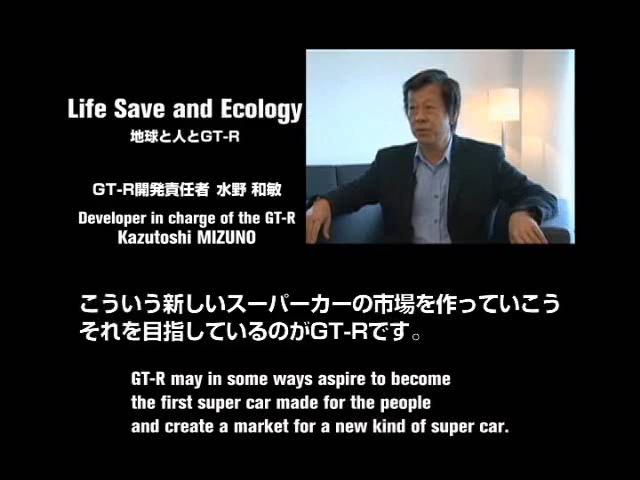 Life Save and Ecology
地球と人とGT-R
GT-R開発責任者 水野 和敏
Developer in charge of the GT-R
Kazutoshi MIZUNO
こういう新しいスーパーカーの市場を作っていこう
それを目指しているのがGT-Rです。
GT-R may in some ways aspire to become
the first super car made for the people
and create a market for a new kind of super car.